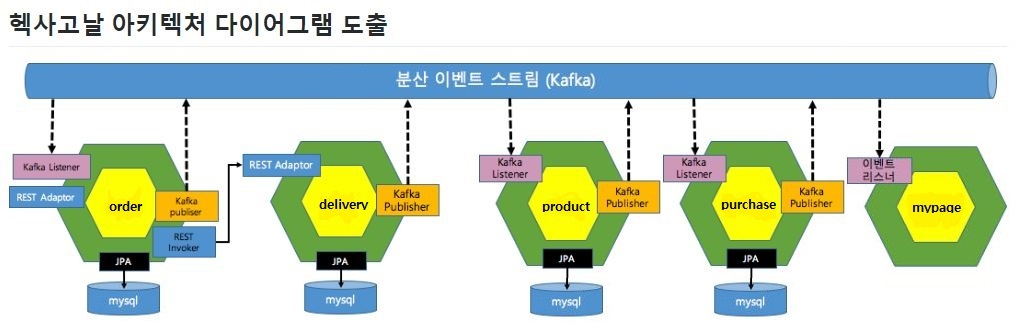 헥사고날 아키텍처 다이어그램 도출
분산 이벤트 스트림 (Kafka)
Kafka Listener
REST Adaptor
order
Kafka
publiser
REST
Invoker
JPA
mysql
REST Adaptor
delivery
Kafka
Publisher
JPA
mysql
Kafka
Listener
product
Kafka
Publisher
JPA
mysql
Kafka
Listener
purchase
Kafka
Publisher
JPA
mysql
이벤트
리스너
mypage